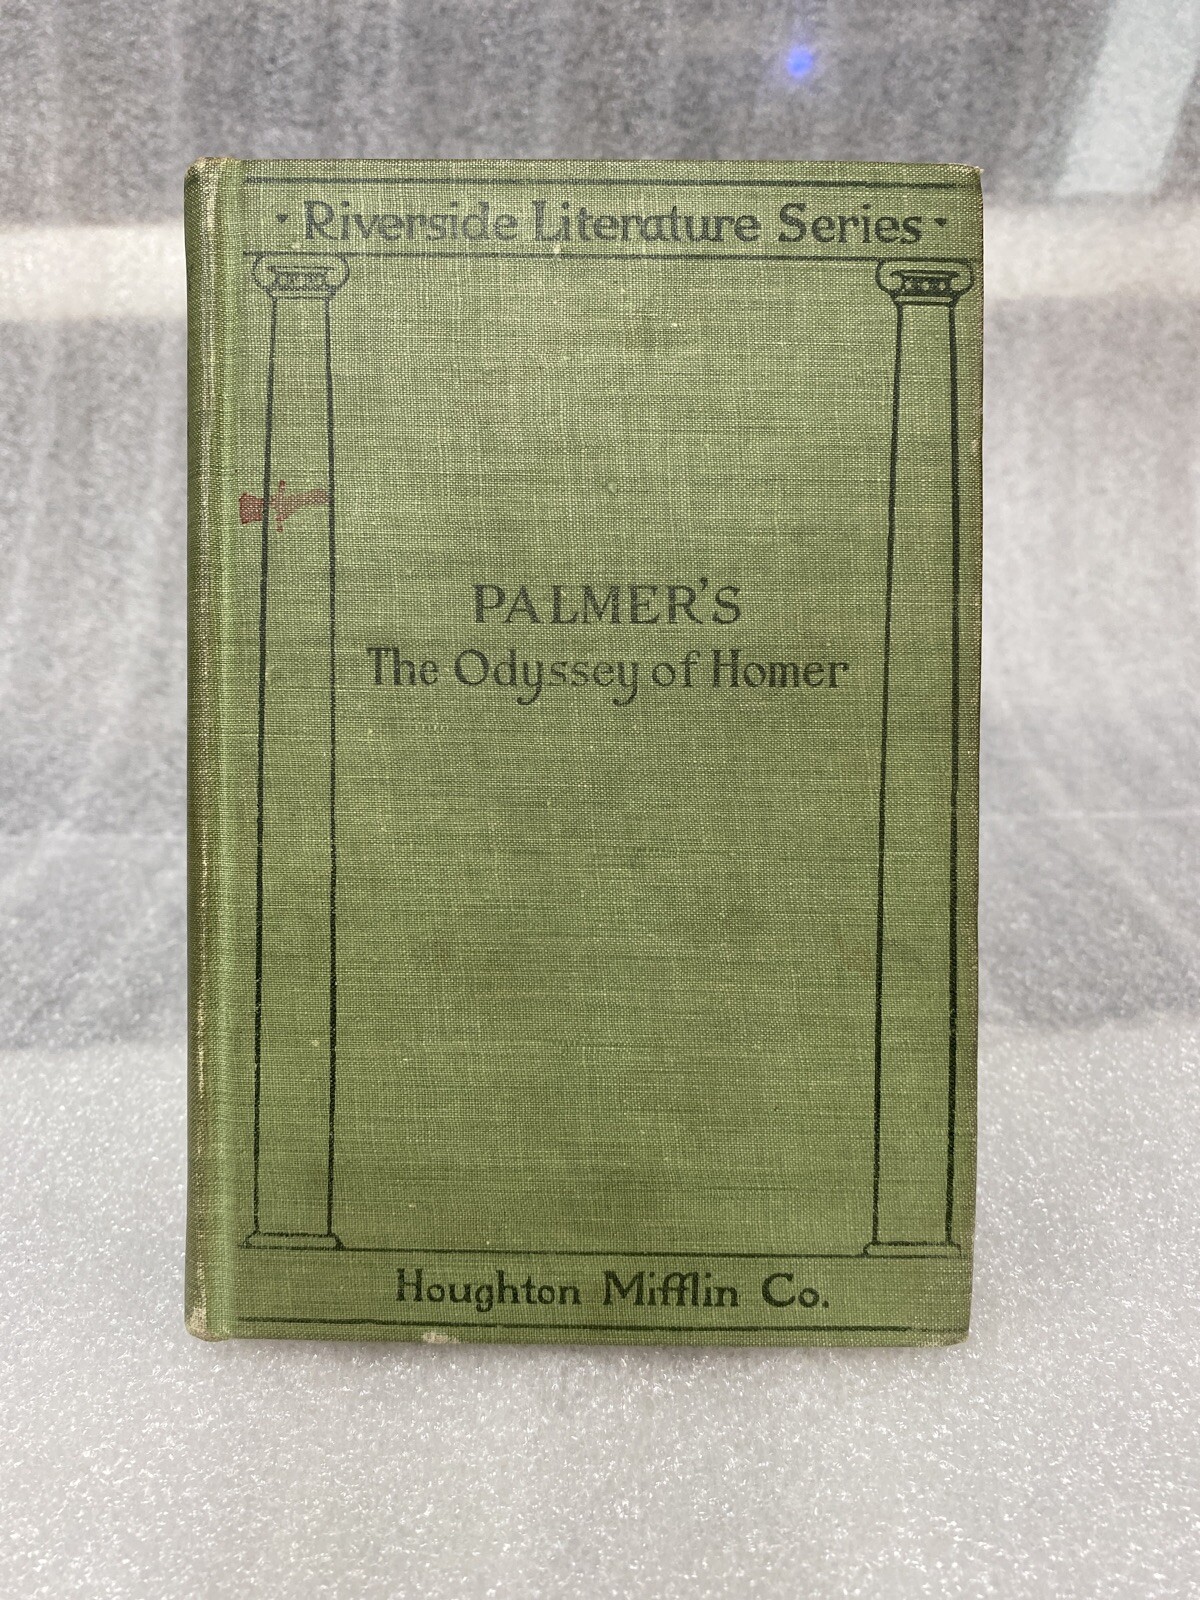 · Riverside Literature Series ·
PALMER'S
The Odyssey of Homer
Houghton Mifflin Co.